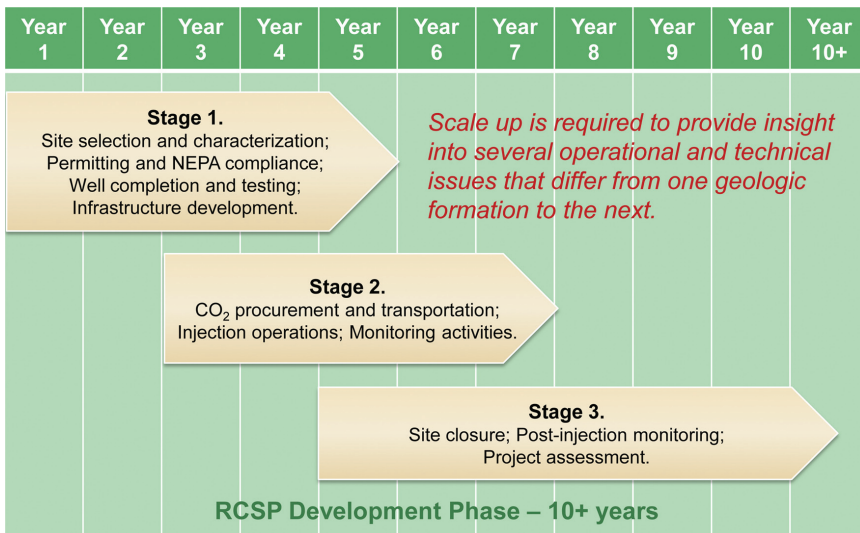 Year Year Year Year Year Year Year Year Year Year Year
1 2 3 4 5 6 7 8 9 10 10+
Stage 1.
Site selection and characterization;
Permitting and NEPA compliance;
Well completion and testing;
Infrastructure development.
Scale up is required to provide insight
into several operational and technical
issues that differ from one geologic
formation to the next.
Stage 2.
CO₂ procurement and transportation;
Injection operations; Monitoring activities.
Stage 3.
Site closure; Post-injection monitoring;
Project assessment.
RCSP Development Phase – 10+ years